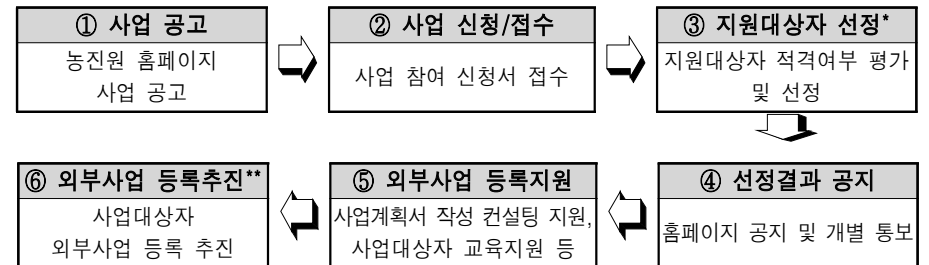 ① 사업 공고
농진원 홈페이지
사업 공고
② 사업 신청/접수
사업 참여 신청서 접수
③ 지원대상자 선정*
지원대상자 적격여부 평가
및 선정
④ 선정결과 공지
홈페이지 공지 및 개별 통보
⑤ 외부사업 등록지원
사업계획서 작성 컨설팅 지원,
사업대상자 교육지원 등
⑥ 외부사업 등록추진**
사업대상자
외부사업 등록 추진